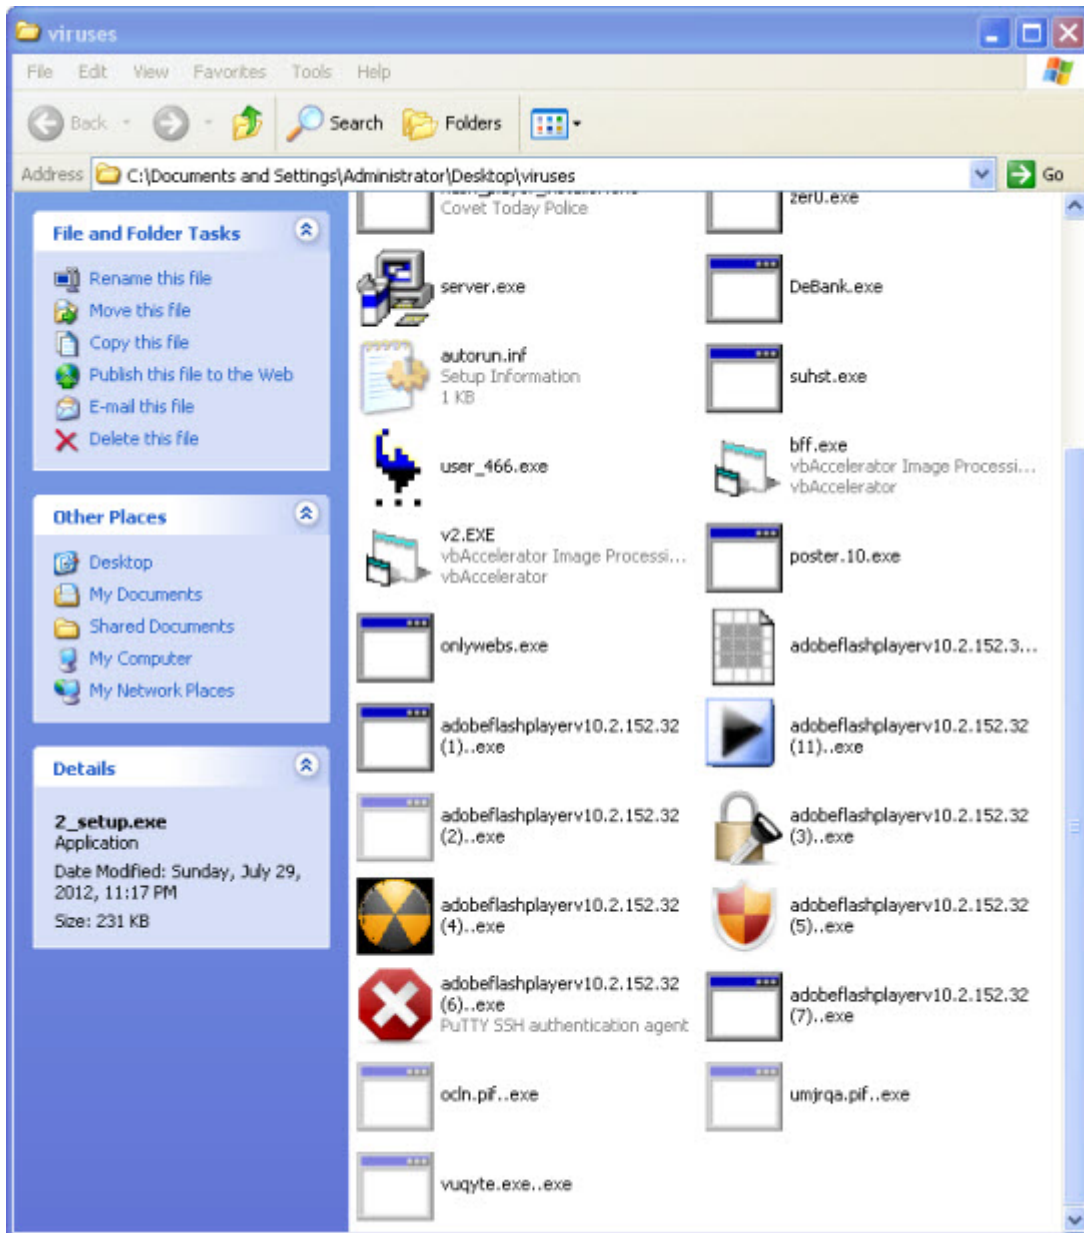 viruses
File Edit View Favorites Tools Help
Back Search Folders
Address C:\Documents and Settings\Administrator\Desktop\viruses Go
File and Folder Tasks
Rename this file
Move this file
Copy this file
Publish this file to the Web
E-mail this file
Delete this file
Other Places
Desktop
My Documents
Shared Documents
My Computer
My Network Places
Details
2_setup.exe
Application
Date Modified: Sunday, July 29,
2012, 11:17 PM
Size: 231 KB
Covet Today Police
zer0.exe
server.exe
DeBank.exe
autorun.inf
Setup Information
1 KB
suhst.exe
user_466.exe
bff.exe
vbAccelerator Image Processi...
vbAccelerator
v2.EXE
vbAccelerator Image Processi...
vbAccelerator
poster.10.exe
onlywebs.exe
adobeflashplayerv10.2.152.3...
adobeflashplayerv10.2.152.32
(1)..exe
adobeflashplayerv10.2.152.32
(11)..exe
adobeflashplayerv10.2.152.32
(2)..exe
adobeflashplayerv10.2.152.32
(3)..exe
adobeflashplayerv10.2.152.32
(4)..exe
adobeflashplayerv10.2.152.32
(5)..exe
adobeflashplayerv10.2.152.32
(6)..exe
PuTTY SSH authentication agent
adobeflashplayerv10.2.152.32
(7)..exe
ocln.pif..exe
umjrqa.pif..exe
vuqyte.exe..exe